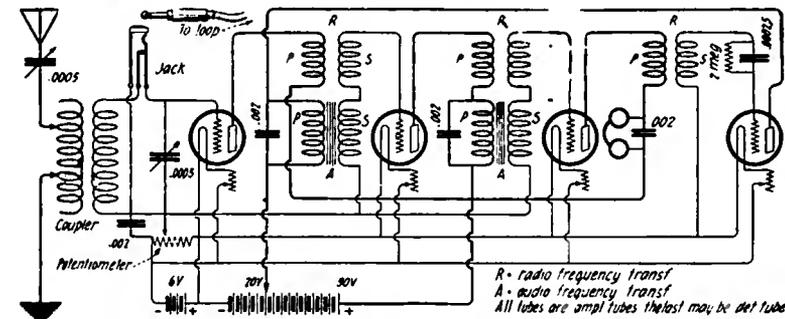 To loop
R
R
R
.0005
Jack
P
S
P
S
P
S
2 meg
.00025
.002
P
S
.002
P
S
.002
.0005
A
A
Coupler
.002
Potentiometer
6V
20V
90V
- +
- +
R = radio frequency transf
A = audio frequency transf
All tubes are ampl tubes the last may be det tube